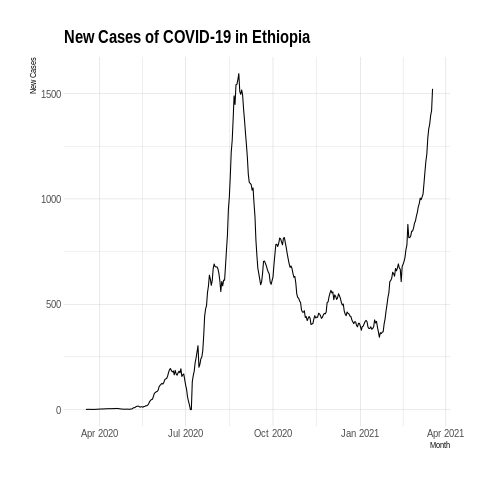 New Cases of COVID-19 in Ethiopia
New Cases
1500
1000
500
0
Apr 2020 Jul 2020 Oct 2020 Jan 2021 Apr 2021
Month